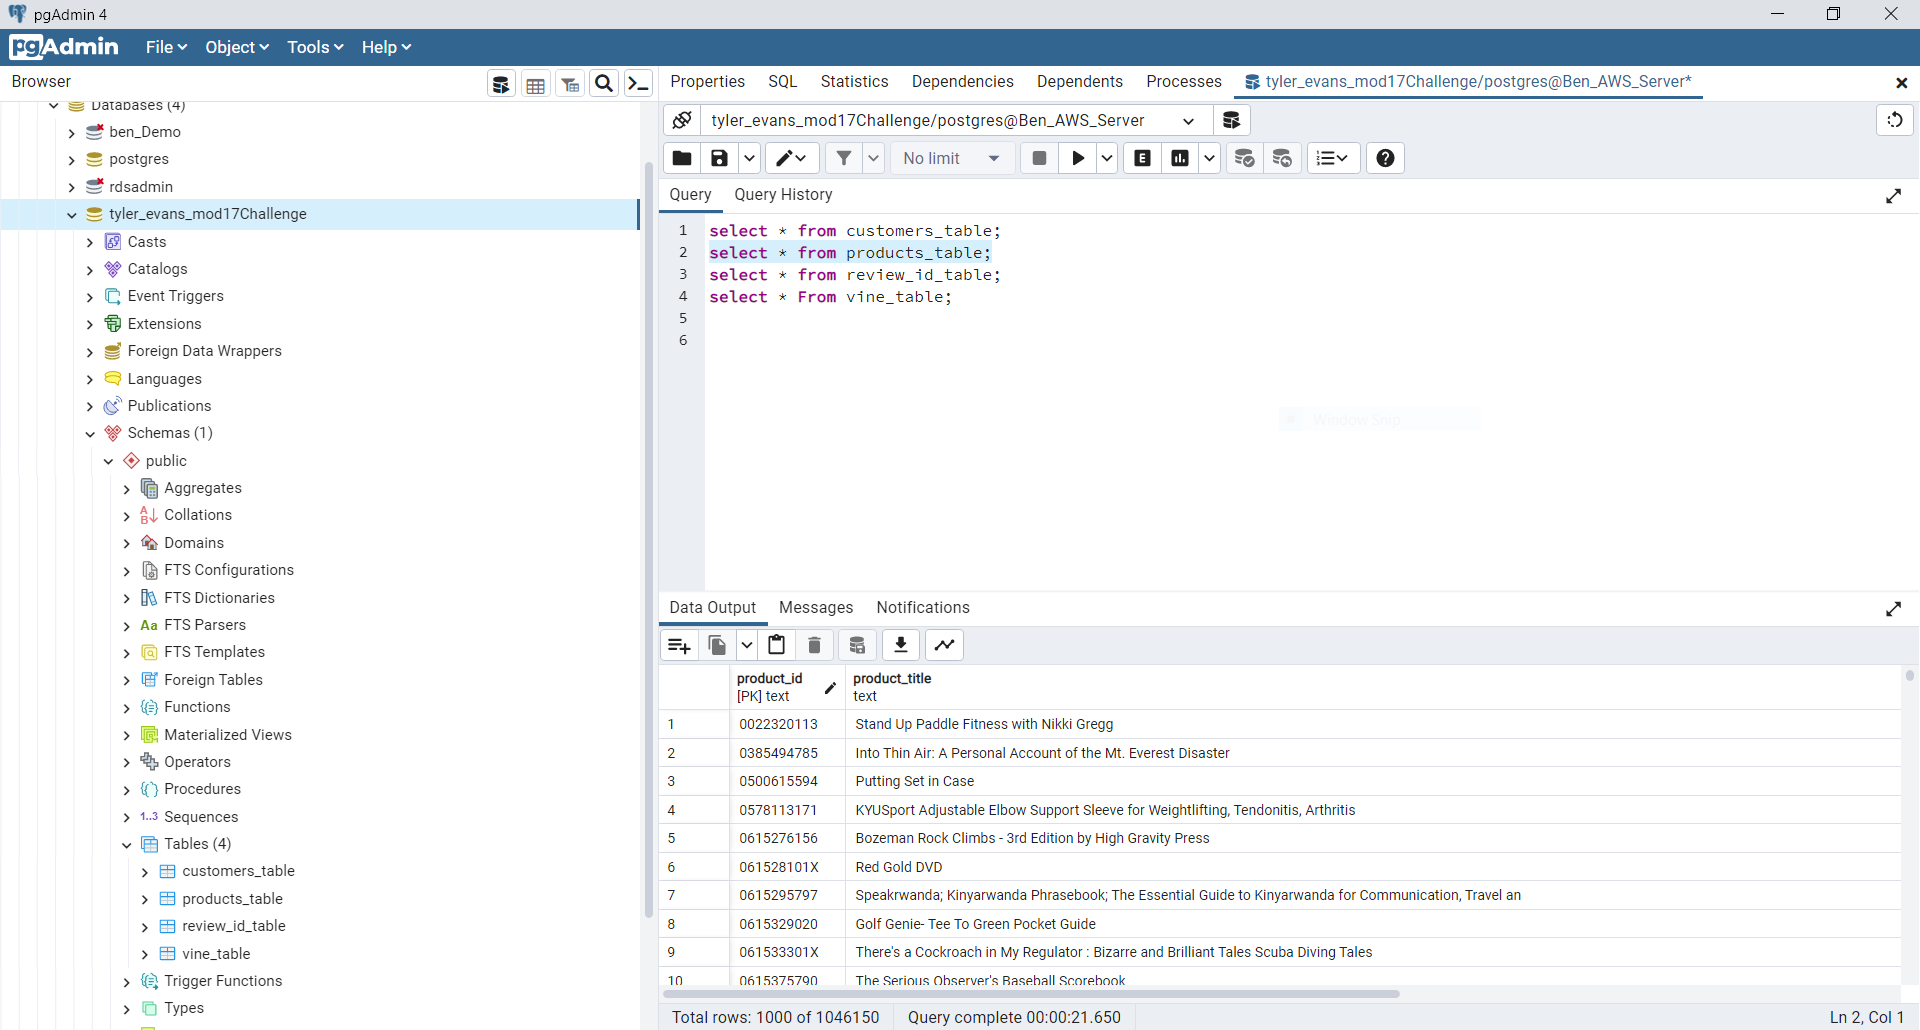 pgAdmin 4
pgAdmin File Object Tools Help
Browser
Databases (4)
ben_Demo
postgres
rdsadmin
tyler_evans_mod17Challenge
Casts
Catalogs
Event Triggers
Extensions
Foreign Data Wrappers
Languages
Publications
Schemas (1)
public
Aggregates
Collations
Domains
FTS Configurations
FTS Dictionaries
Aa FTS Parsers
FTS Templates
Foreign Tables
Functions
Materialized Views
Operators
Procedures
1..3 Sequences
Tables (4)
customers_table
products_table
review_id_table
vine_table
Trigger Functions
Types
Properties SQL Statistics Dependencies Dependents Processes tyler_evans_mod17Challenge/postgres@Ben_AWS_Server*
tyler_evans_mod17Challenge/postgres@Ben_AWS_Server
No limit E
Query Query History
1 select * from customers_table;
2 select * from products_table;
3 select * from review_id_table;
4 select * From vine_table;
5
6
Window Snip
Data Output Messages Notifications
product_id product_title
[PK] text text
1 0022320113 Stand Up Paddle Fitness with Nikki Gregg
2 0385494785 Into Thin Air: A Personal Account of the Mt. Everest Disaster
3 0500615594 Putting Set in Case
4 0578113171 KYUSport Adjustable Elbow Support Sleeve for Weightlifting, Tendonitis, Arthritis
5 0615276156 Bozeman Rock Climbs - 3rd Edition by High Gravity Press
6 061528101X Red Gold DVD
7 0615295797 Speakrwanda; Kinyarwanda Phrasebook; The Essential Guide to Kinyarwanda for Communication, Travel an
8 0615329020 Golf Genie- Tee To Green Pocket Guide
9 061533301X There's a Cockroach in My Regulator : Bizarre and Brilliant Tales Scuba Diving Tales
10 0615375790 The Serious Observer's Baseball Scorebook
Total rows: 1000 of 1046150 Query complete 00:00:21.650 Ln 2, Col 1